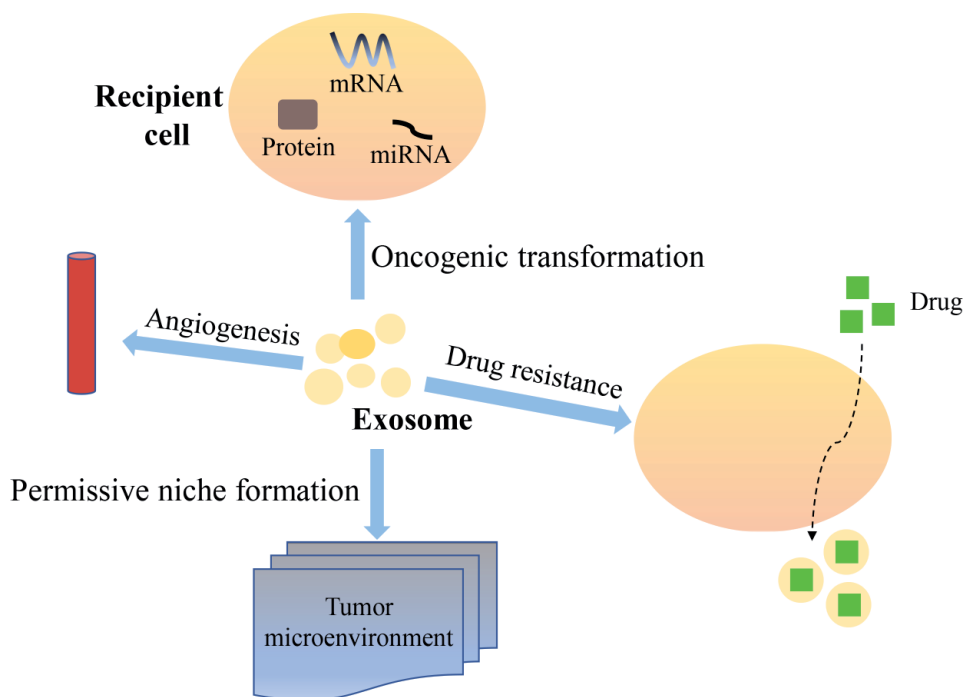 mRNA
Recipient
cell
Protein
miRNA
Oncogenic transformation
Angiogenesis
Drug
Drug resistance
Exosome
Permissive niche formation
Tumor
microenvironment